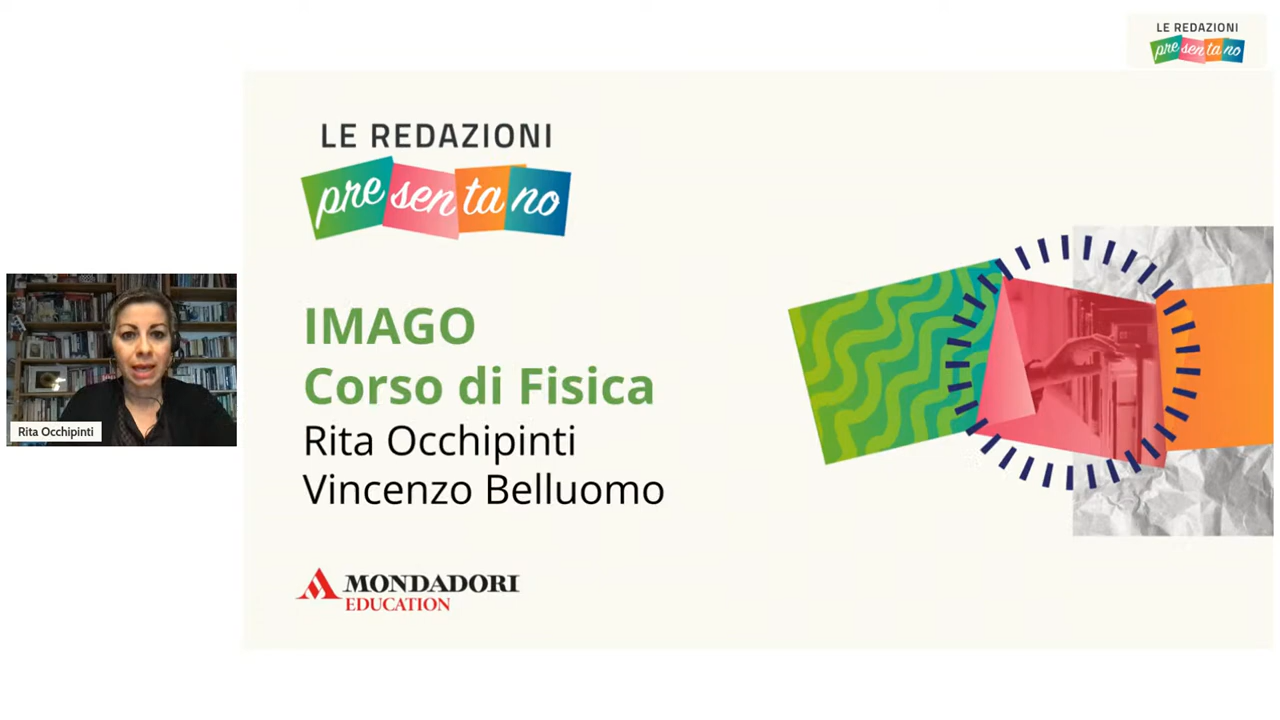 LE REDAZIONI
presentano
LE REDAZIONI
presentano
IMAGO
Corso di Fisica
Rita Occhipinti
Vincenzo Belluomo
Rita Occhipinti
MONDADORI
EDUCATION